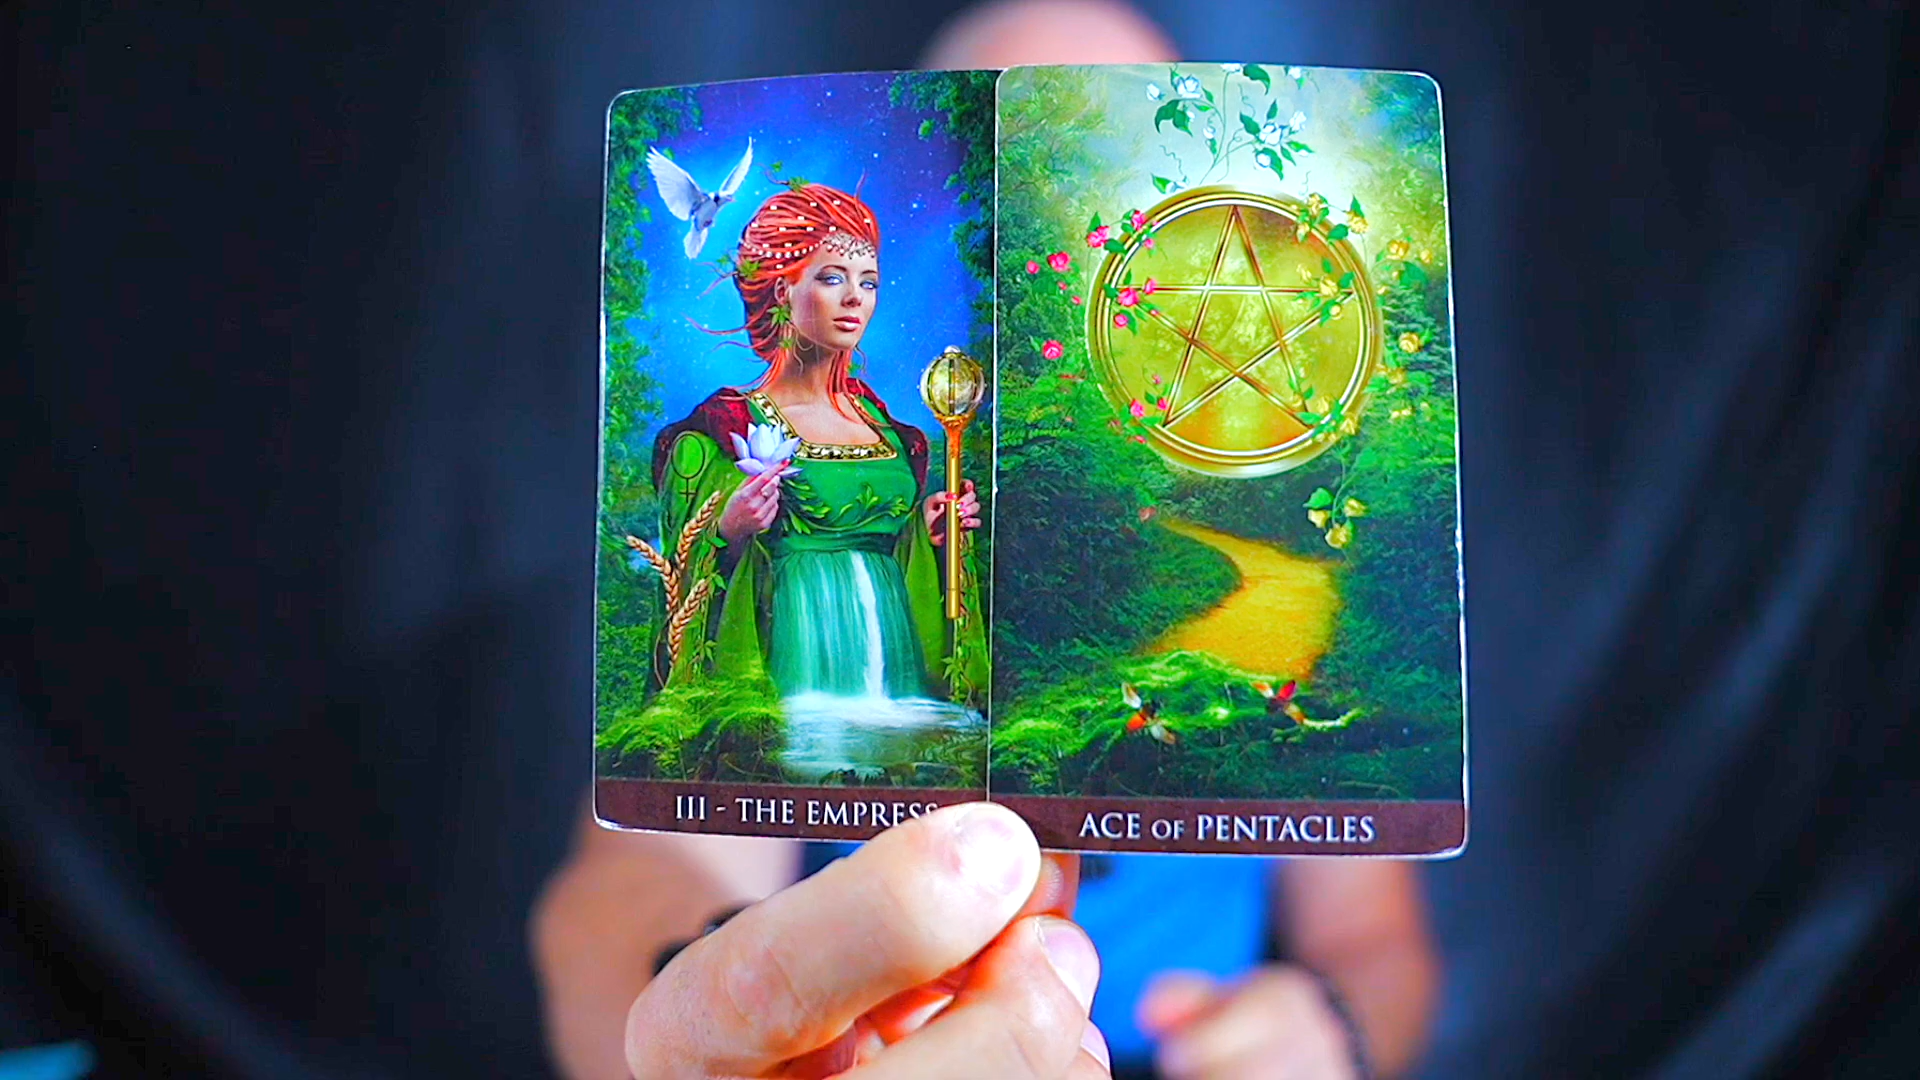 III - THE EMPRESS
ACE OF PENTACLES